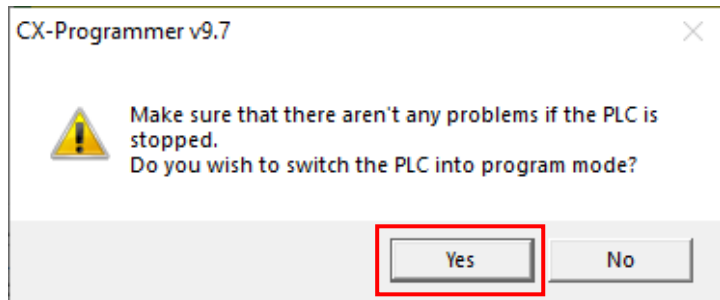 CX-Programmer v9.7
Make sure that there aren't any problems if the PLC is
stopped.
Do you wish to switch the PLC into program mode?
Yes
No